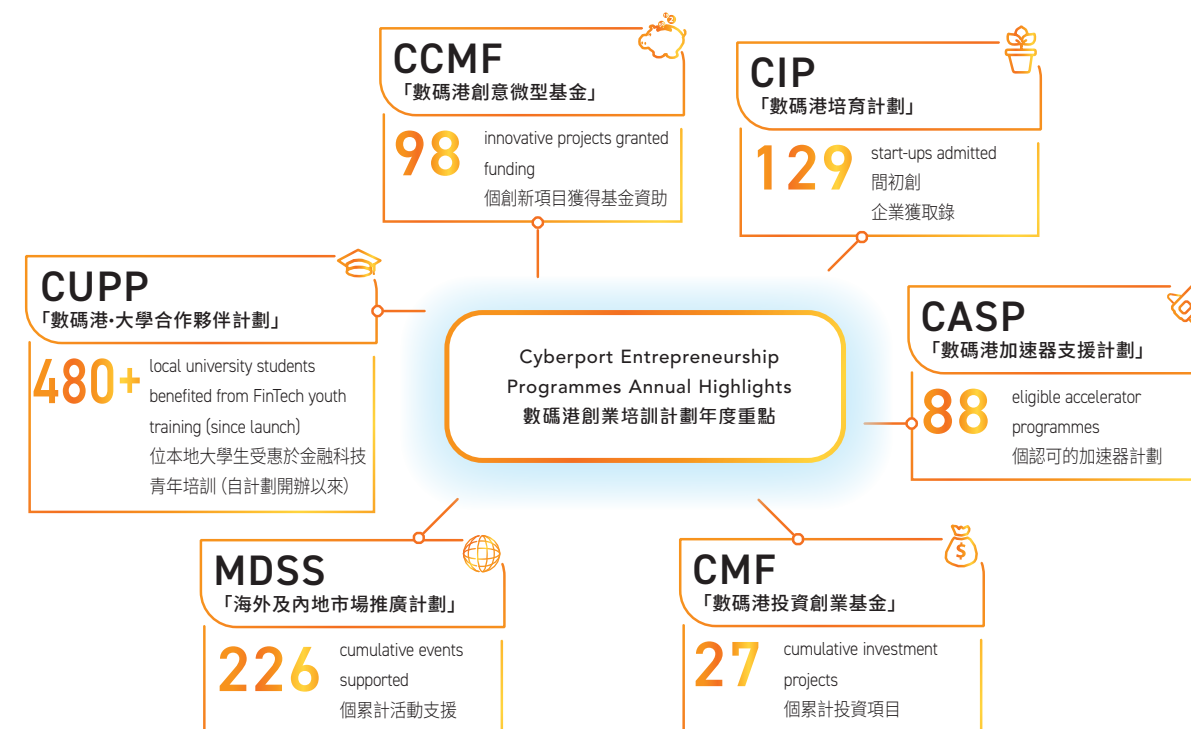 CCMF
「數碼港創意微型基金」
98
innovative projects granted
funding
個創新項目獲得基金資助
CIP
「數碼港培育計劃」
129
start-ups admitted
間初創
企業獲取錄
CUPP
「數碼港•大學合作夥伴計劃」
480+
local university students
benefited from FinTech youth
training (since launch)
位本地大學生受惠於金融科技
青年培訓 (自計劃開辦以來)
Cyberport Entrepreneurship
Programmes Annual Highlights
數碼港創業培訓計劃年度重點
CASP
「數碼港加速器支援計劃」
88
eligible accelerator
programmes
個認可的加速器計劃
MDSS
「海外及內地市場推廣計劃」
226
cumulative events
supported
個累計活動支援
CMF
「數碼港投資創業基金」
27
cumulative investment
projects
個累計投資項目
$